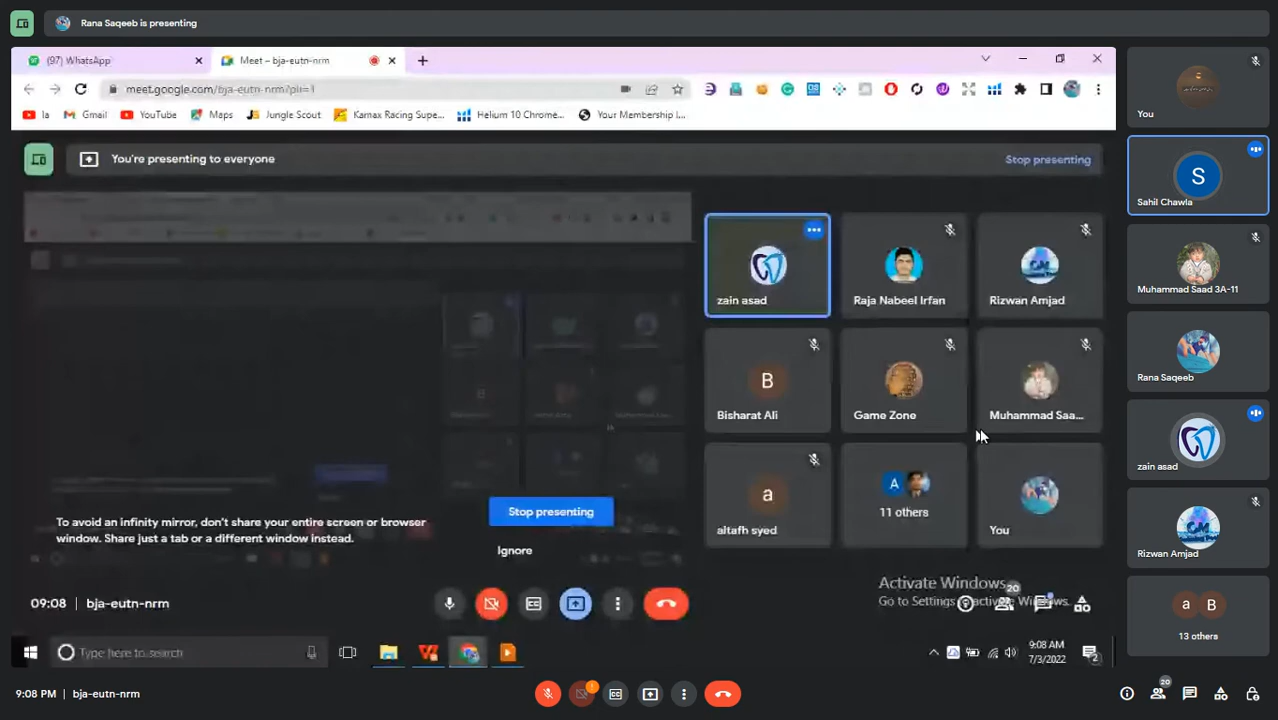 Rana Saqeeb is presenting
(97) WhatsApp
Meet – bja-eutn-nrm
meet.google.com/bja-eutn-nrm?pli=1
la
Gmail
YouTube
Maps
Jungle Scout
Kamax Racing Supe...
Helium 10 Chrome...
Your Membership I...
You're presenting to everyone
Stop presenting
zain asad
Raja Nabeel Irfan
Rizwan Amjad
B
Bisharat Ali
Game Zone
Muhammad Saa...
a
altafh syed
A
11 others
You
To avoid an infinity mirror, don't share your entire screen or browser
window. Share just a tab or a different window instead.
Stop presenting
Ignore
09:08
bja-eutn-nrm
Activate Windows
Go to Settings to activate Windows.
20
Type here to search
9:08 AM
7/3/2022
2
You
S
Sahil Chawla
Muhammad Saad 3A-11
Rana Saqeeb
zain asad
Rizwan Amjad
a B
13 others
9:08 PM
bja-eutn-nrm
1
20